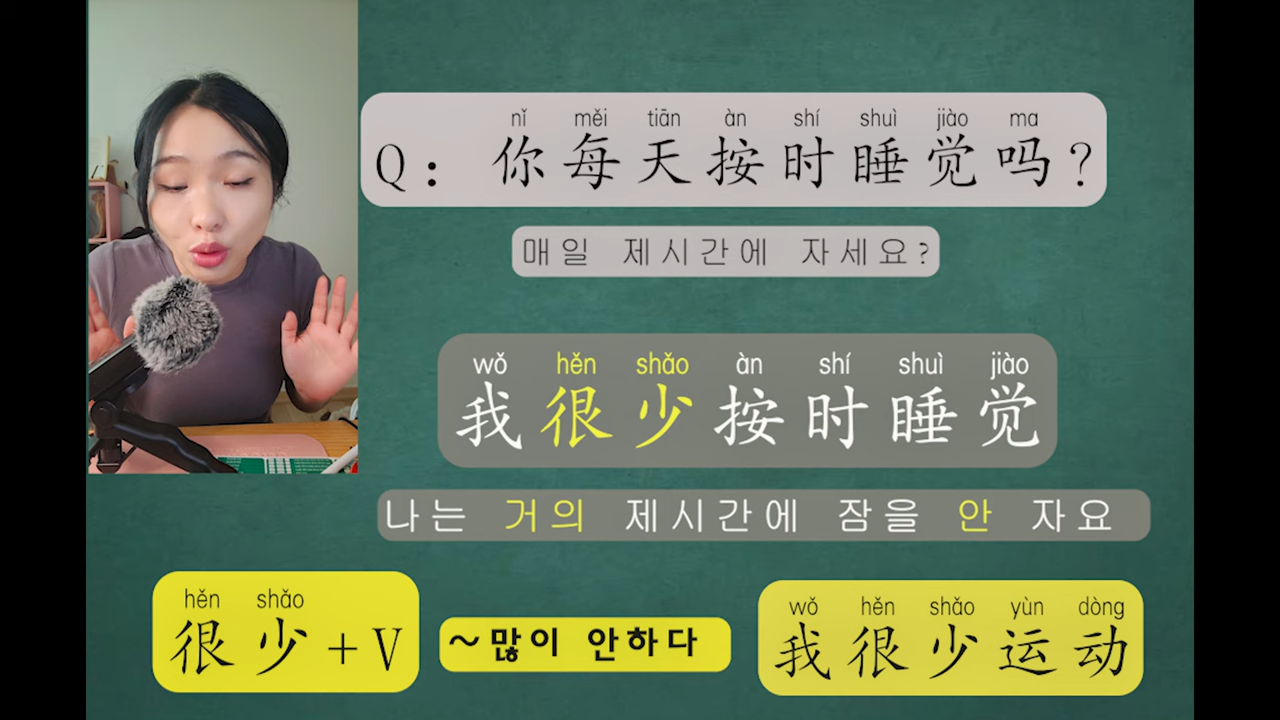 nǐ měi tiān àn shí shuì jiào ma
Q：你每天按时睡觉吗?
매일 제시간에 자세요?
wǒ hěn shǎo àn shí shuì jiào
我很少按时睡觉
나는 거의 제시간에 잠을 안 자요
hěn shǎo
很少+V
~많이 안하다
wǒ hěn shǎo yùn dòng
我很少运动